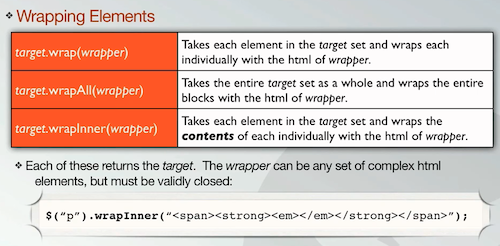 ❖ Wrapping Elements
target.wrap(wrapper)
Takes each element in the target set and wraps each
individually with the html of wrapper.
target.wrapAll(wrapper)
Takes the entire target set as a whole and wraps the entire
blocks with the html of wrapper.
target.wrapInner(wrapper)
Takes each element in the target set and wraps the
contents of each individually with the html of wrapper.
❖ Each of these returns the target. The wrapper can be any set of complex html
elements, but must be validly closed:
$(“p”).wrapInner(“<span><strong><em></em></strong></span>”);